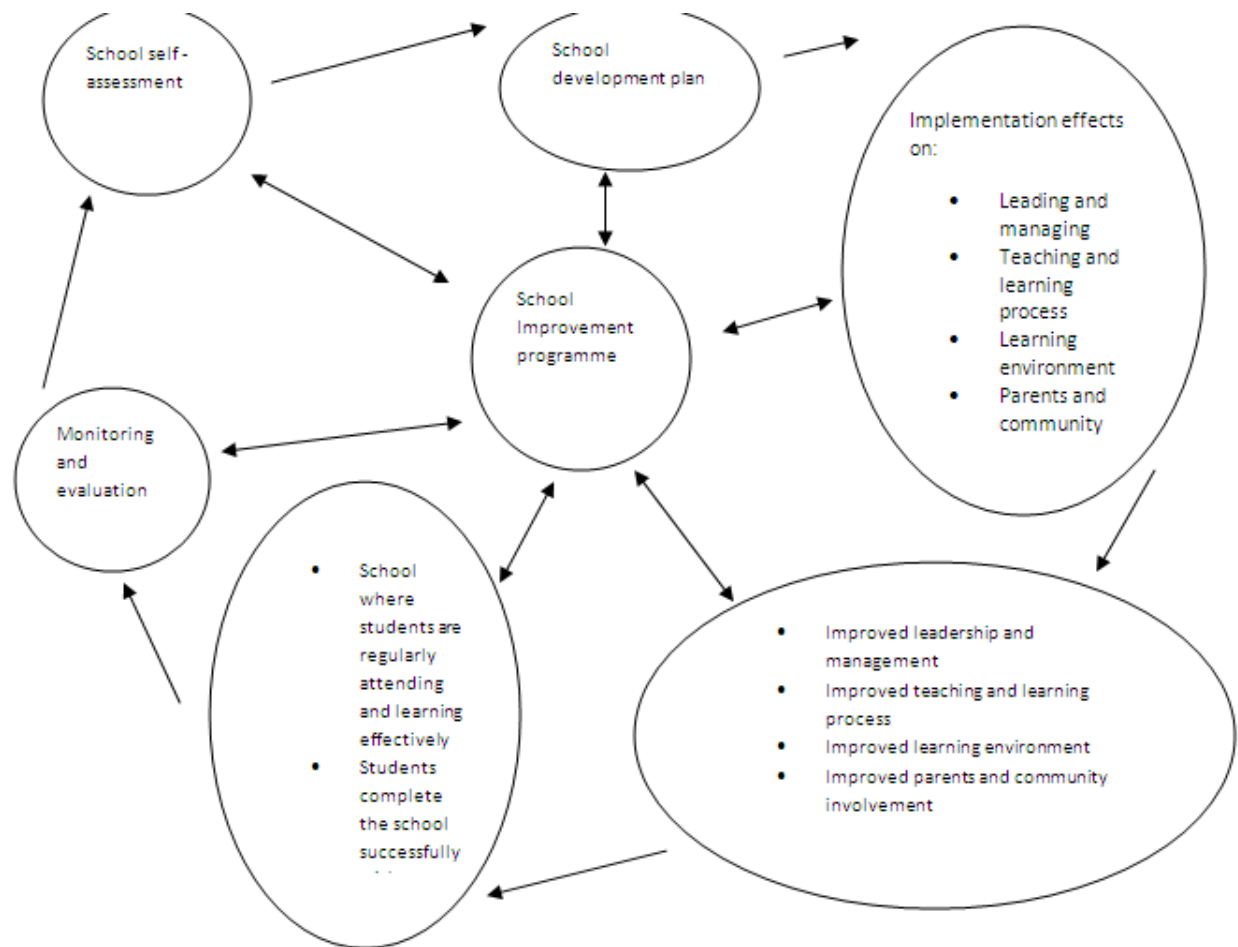 School self-
assessment
School
development plan
Implementation effects
on:
• Leading and
managing
• Teaching and
learning
process
• Learning
environment
• Parents and
community
School
Improvement
programme
Monitoring
and
evaluation
• School
where
students are
regularly
attending
and learning
effectively
• Students
complete
the school
successfully
• Improved leadership and
management
• Improved teaching and learning
process
• Improved learning environment
• Improved parents and community
involvement